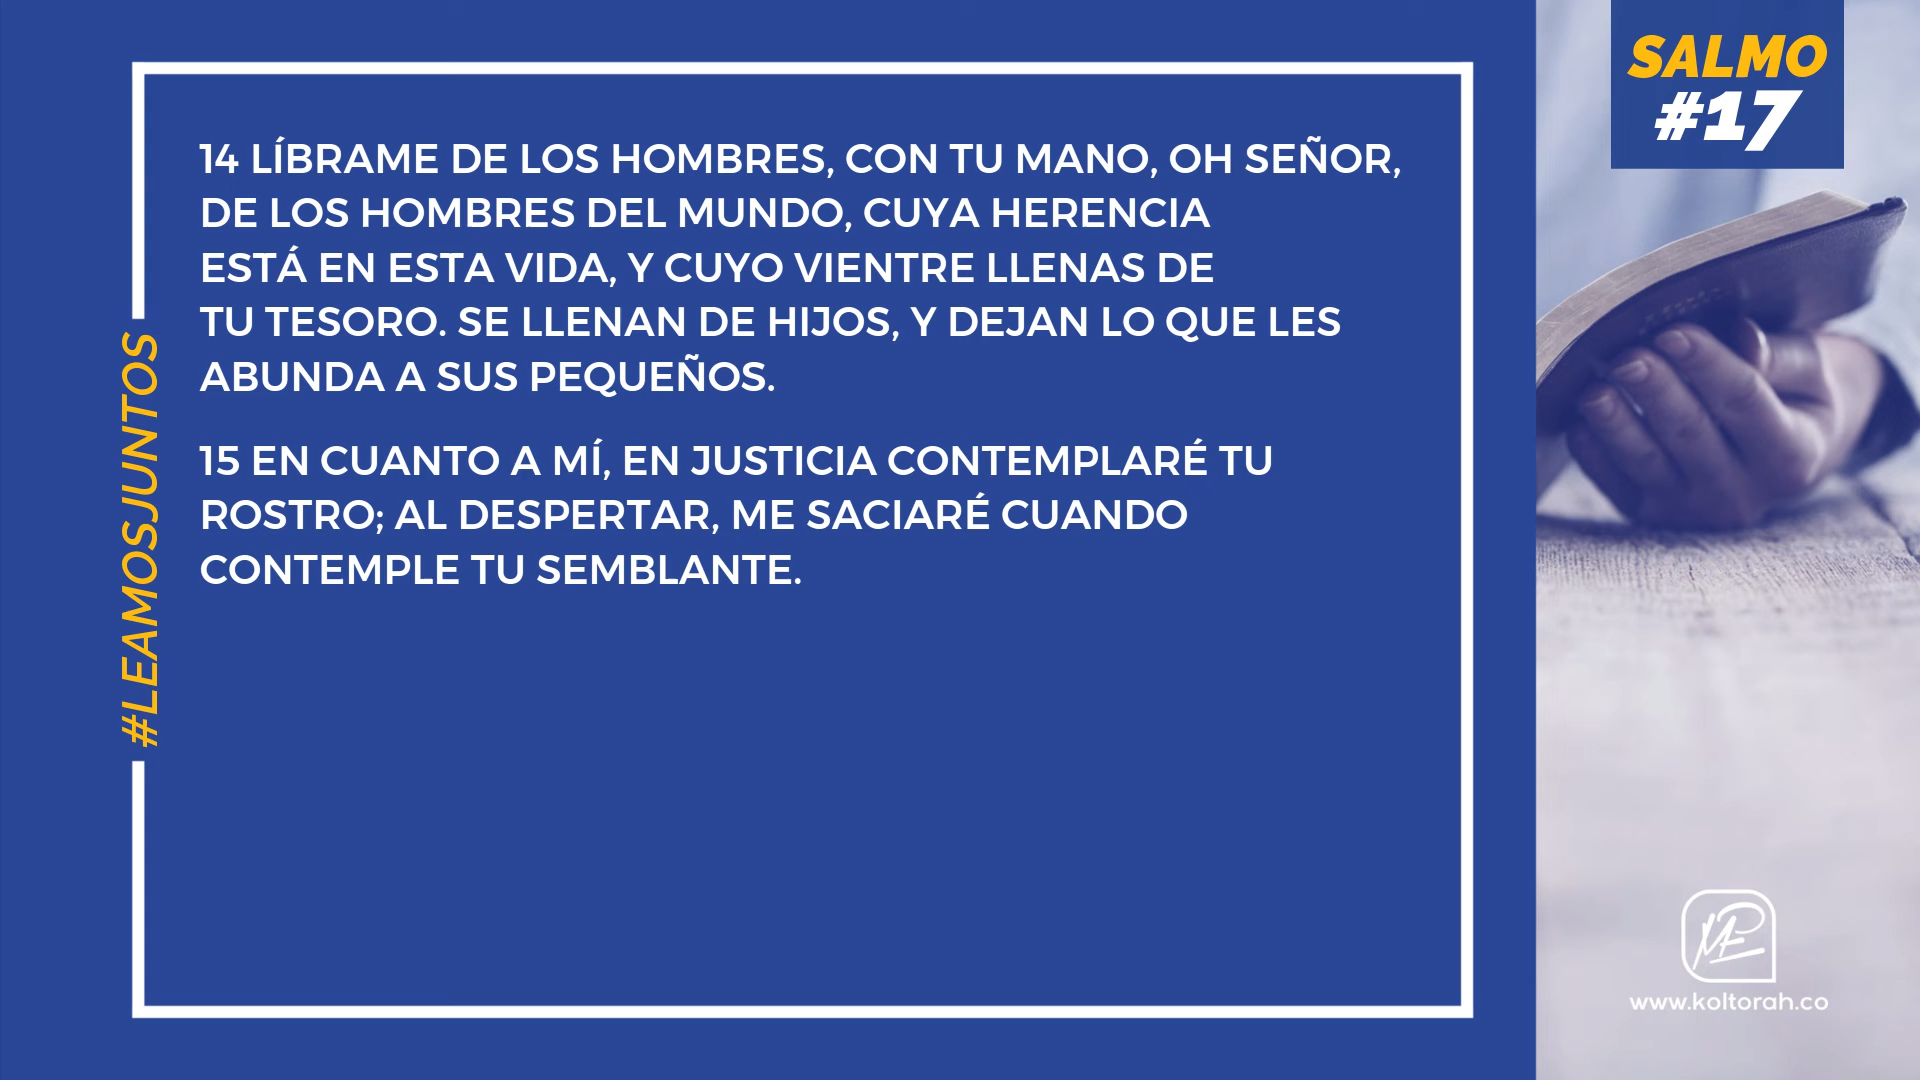 SALMO
#17
14 LÍBRAME DE LOS HOMBRES, CON TU MANO, OH SEÑOR,
DE LOS HOMBRES DEL MUNDO, CUYA HERENCIA
ESTÁ EN ESTA VIDA, Y CUYO VIENTRE LLENAS DE
TU TESORO. SE LLENAN DE HIJOS, Y DEJAN LO QUE LES
ABUNDA A SUS PEQUEÑOS.
15 EN CUANTO A MÍ, EN JUSTICIA CONTEMPLARÉ TU
ROSTRO; AL DESPERTAR, ME SACIARÉ CUANDO
CONTEMPLE TU SEMBLANTE.
#LEAMOSJUNTOS
www.koltorah.co